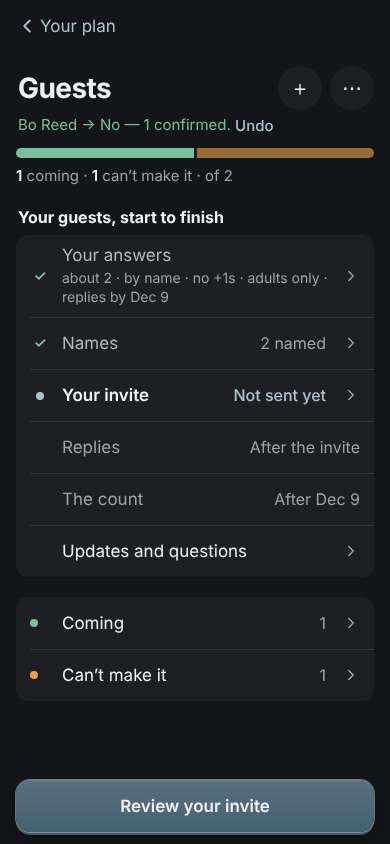 Your plan
Guests
Bo Reed → No — 1 confirmed. Undo
1 coming · 1 can’t make it · of 2
Your guests, start to finish
Your answers
about 2 · by name · no +1s · adults only ·
replies by Dec 9
Names 2 named
Your invite Not sent yet
Replies After the invite
The count After Dec 9
Updates and questions
Coming 1
Can’t make it 1
Review your invite